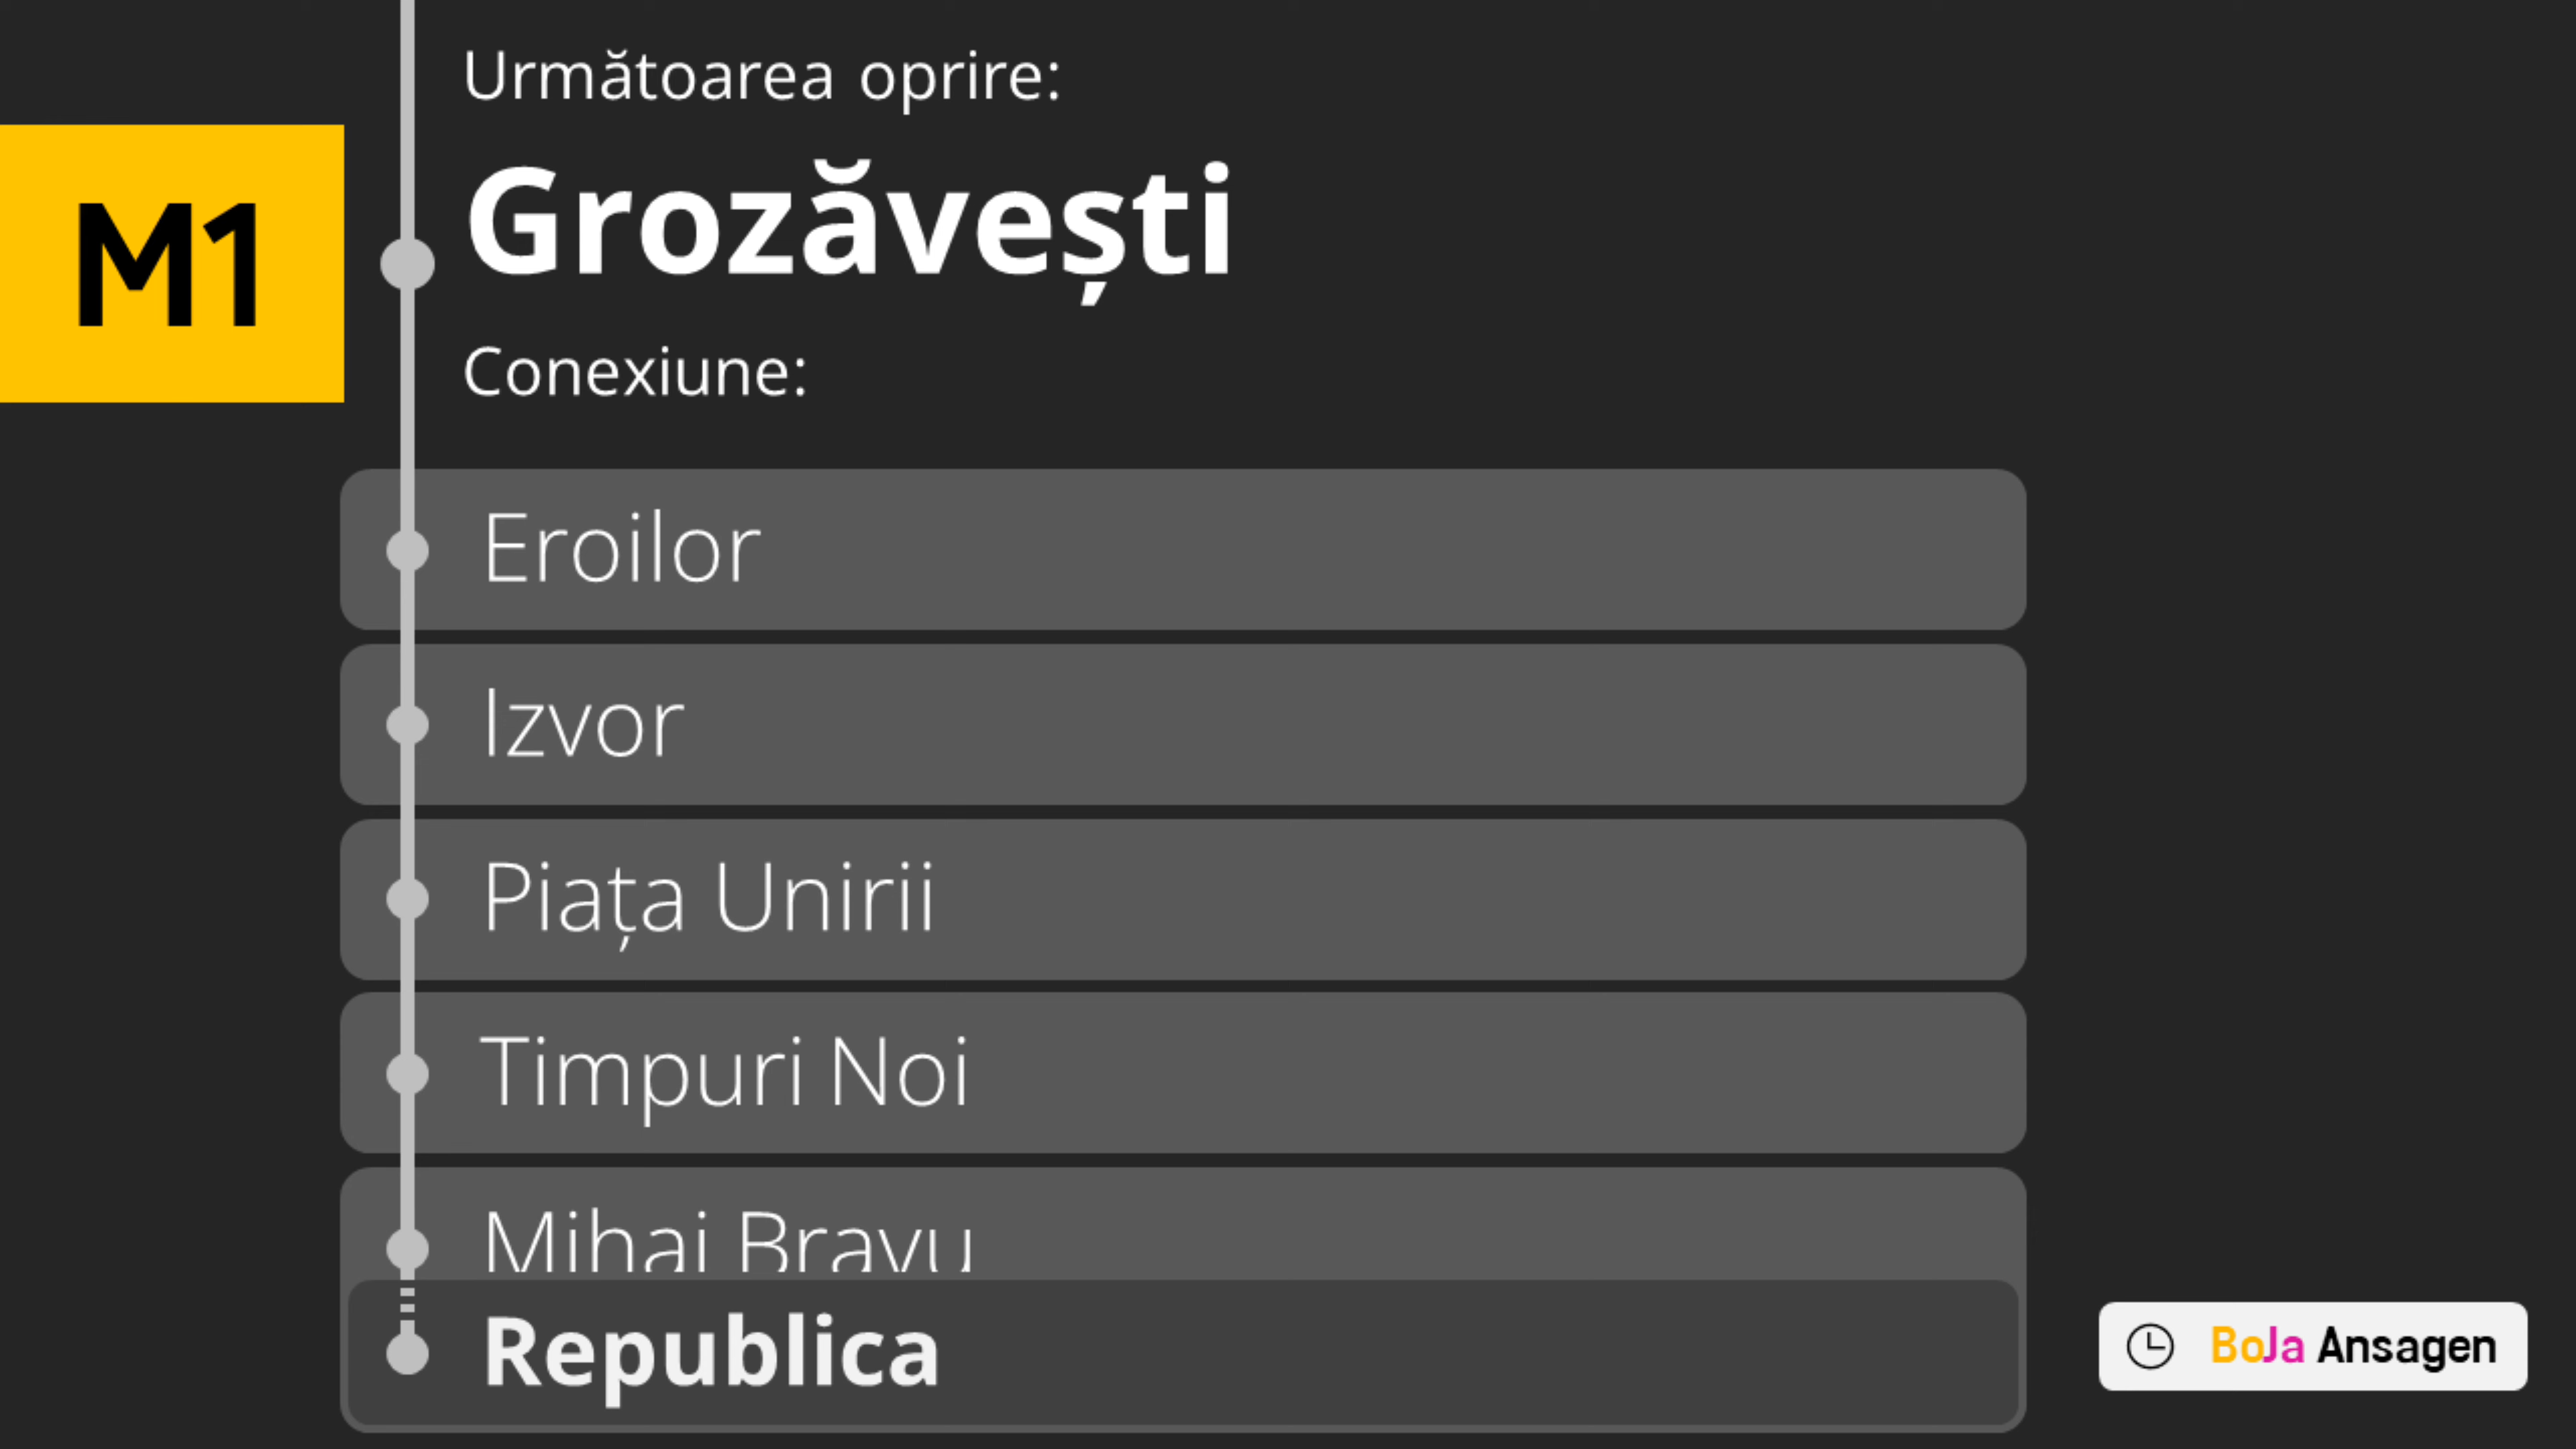 Următoarea oprire:
M1
Grozăvești
Conexiune:
Eroilor
Izvor
Piața Unirii
Timpuri Noi
Mihai Bravu
Republica
BoJa Ansagen